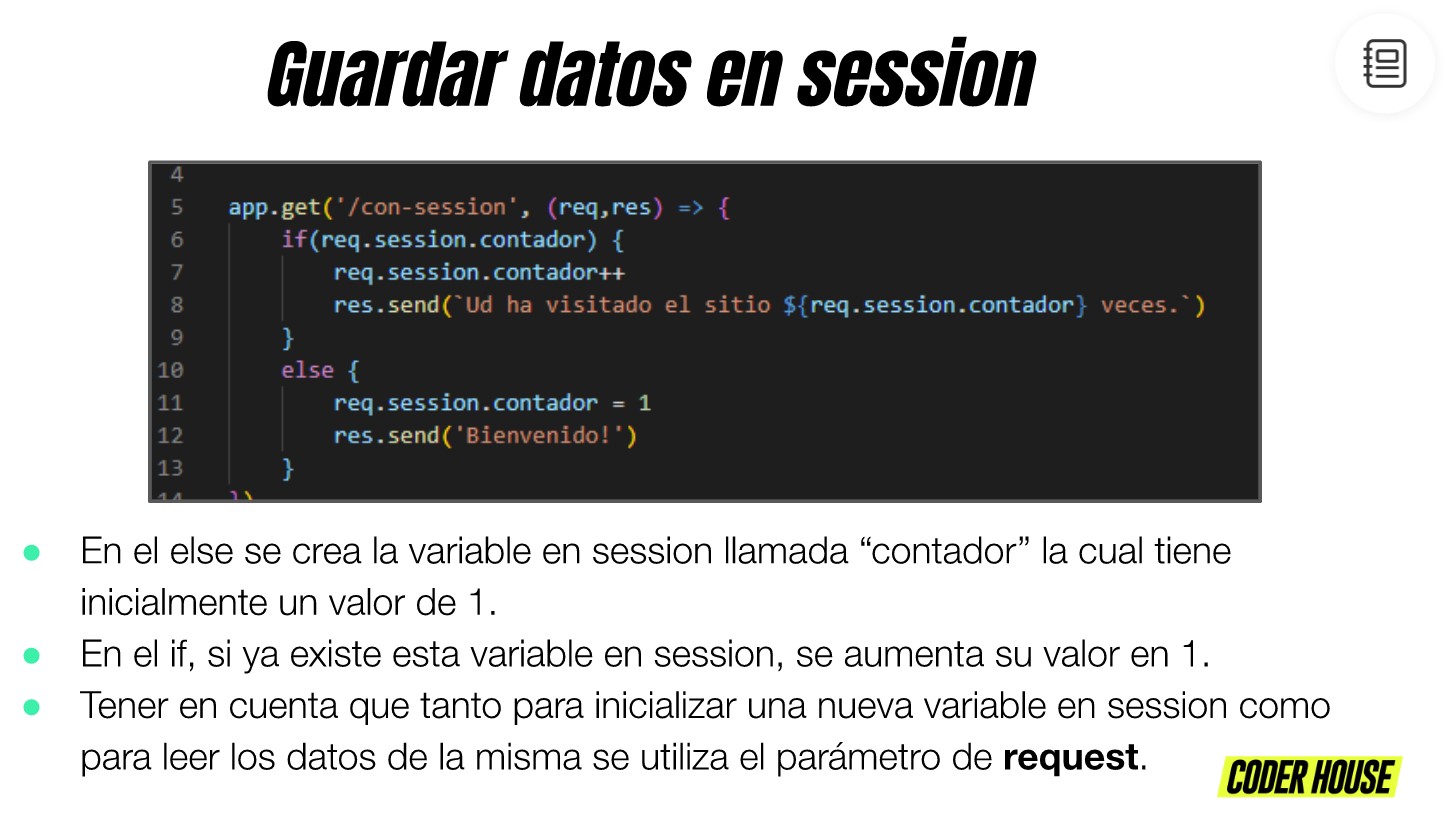 Guardar datos en session
4
5 app.get('/con-session', (req,res) => {
6 if(req.session.contador) {
7 req.session.contador++
8 res.send(`Ud ha visitado el sitio ${req.session.contador} veces.`)
9 }
10 else {
11 req.session.contador = 1
12 res.send('Bienvenido!')
13 }
14 })
● En el else se crea la variable en session llamada “contador” la cual tiene
inicialmente un valor de 1.
● En el if, si ya existe esta variable en session, se aumenta su valor en 1.
● Tener en cuenta que tanto para inicializar una nueva variable en session como
para leer los datos de la misma se utiliza el parámetro de request.
CODER HOUSE